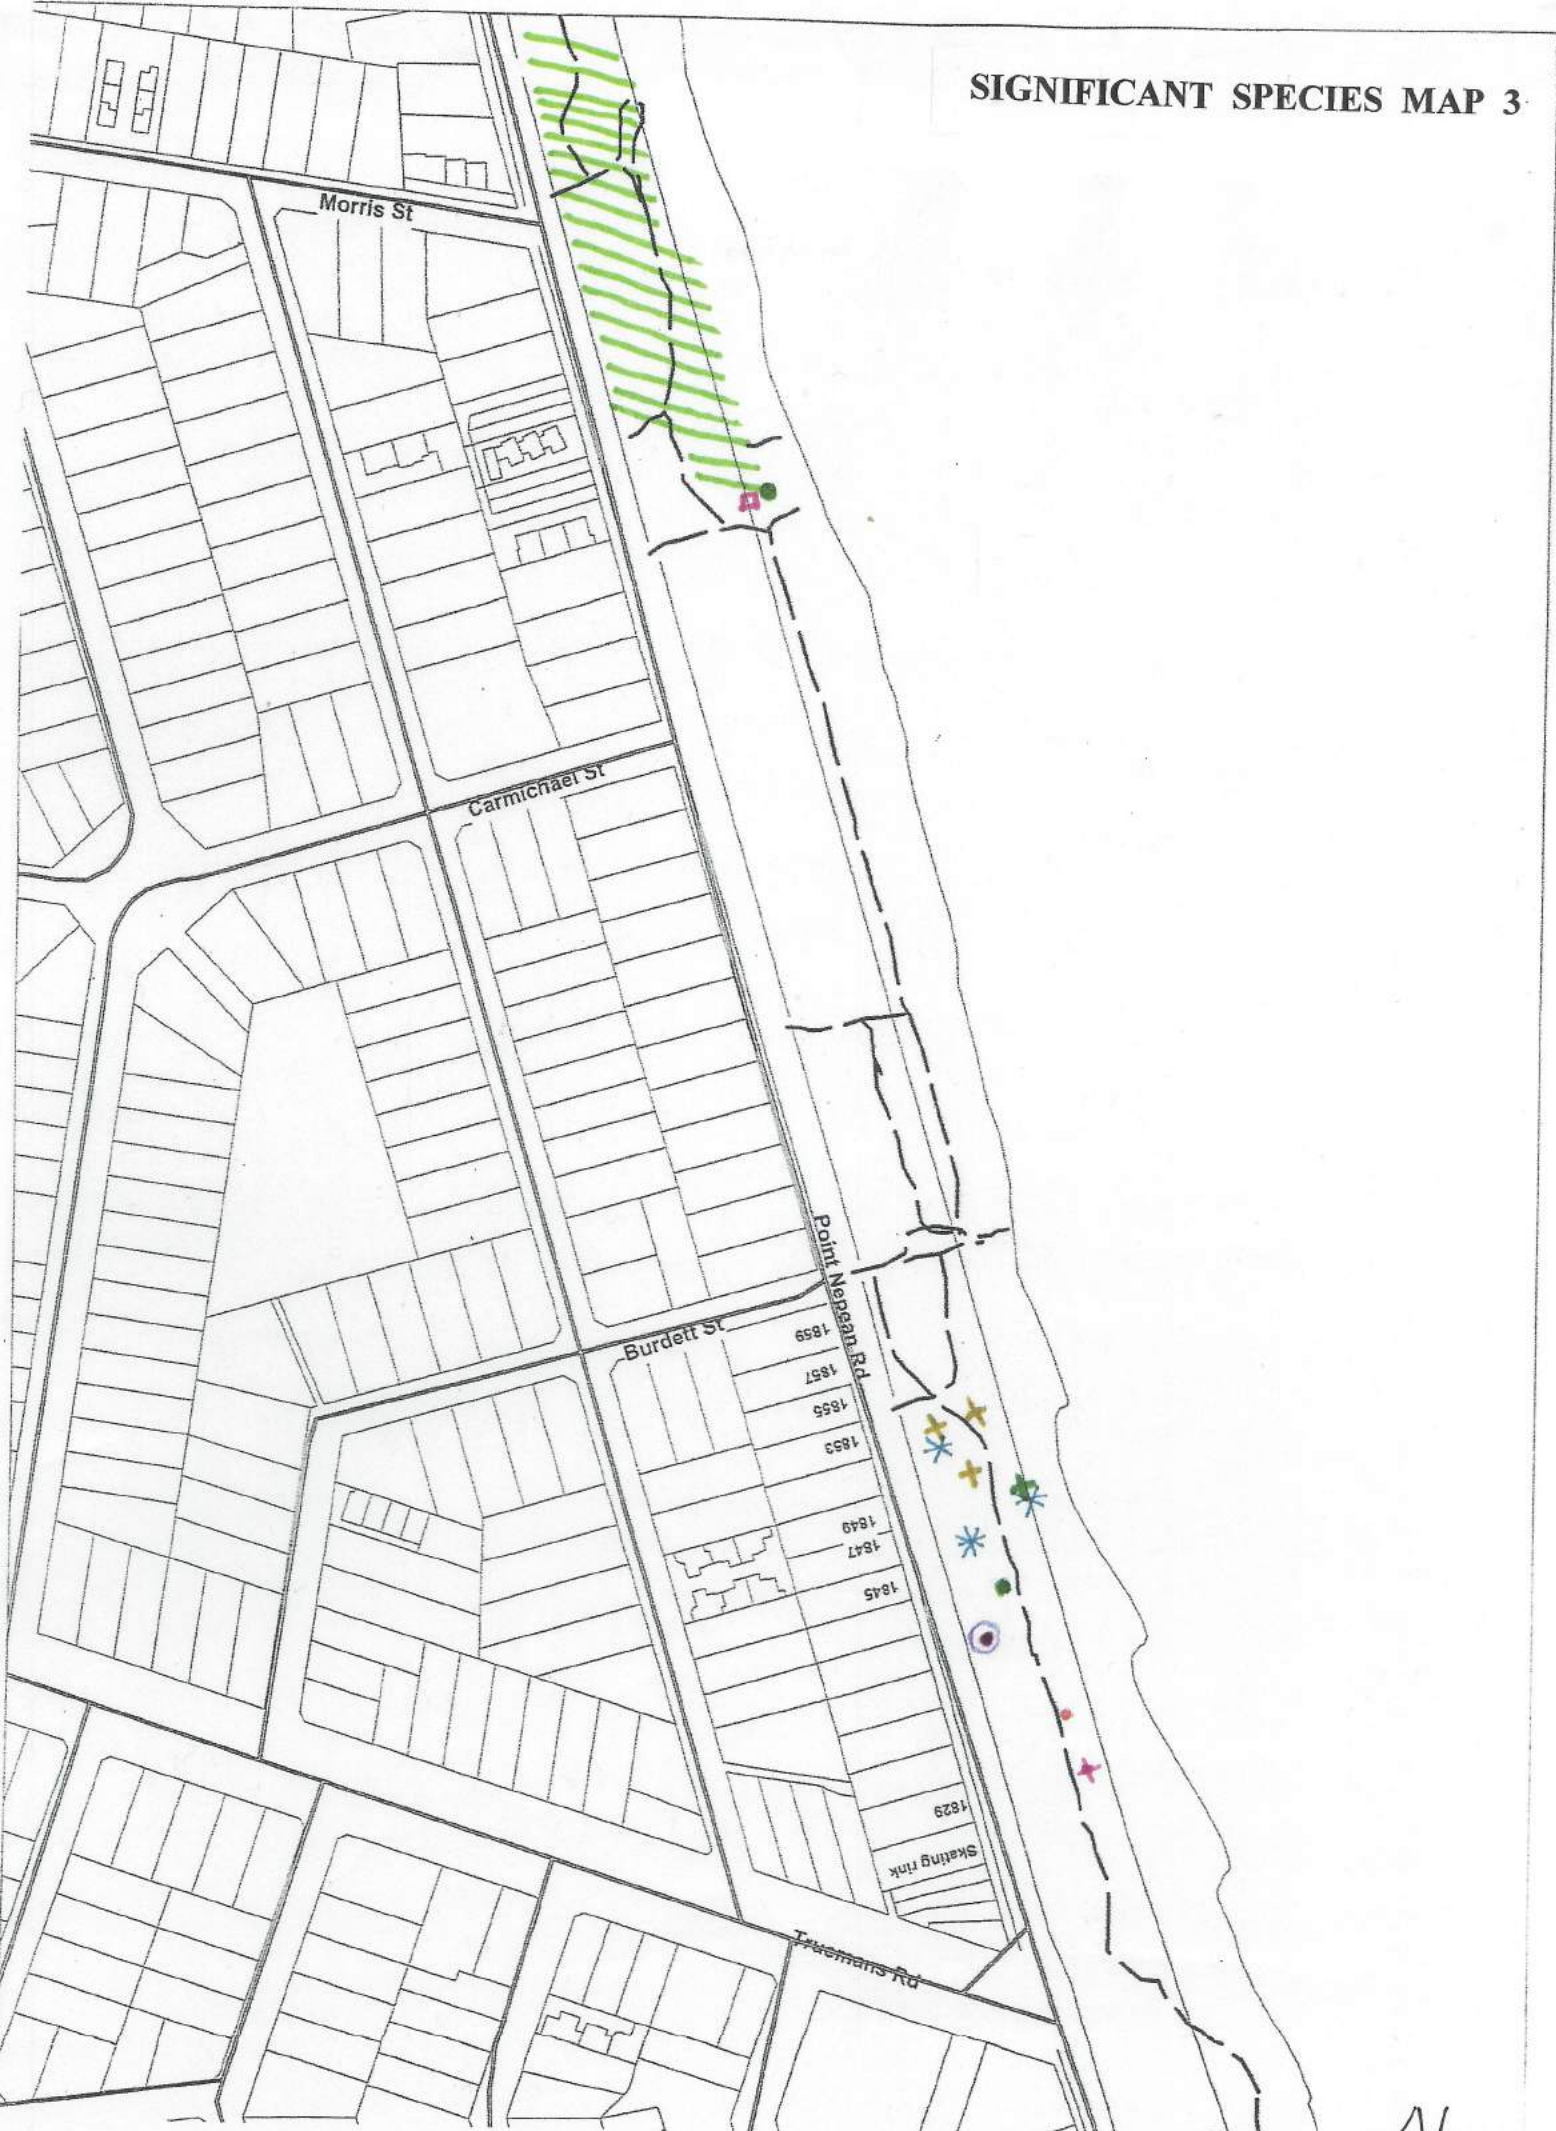 SIGNIFICANT SPECIES MAP 3
Morris St
Carmichael St
Point Nepean Rd
Burdett St
1859
1857
1855
1853
1849
1847
1845
1829
Skating rink
Truemans Rd
N